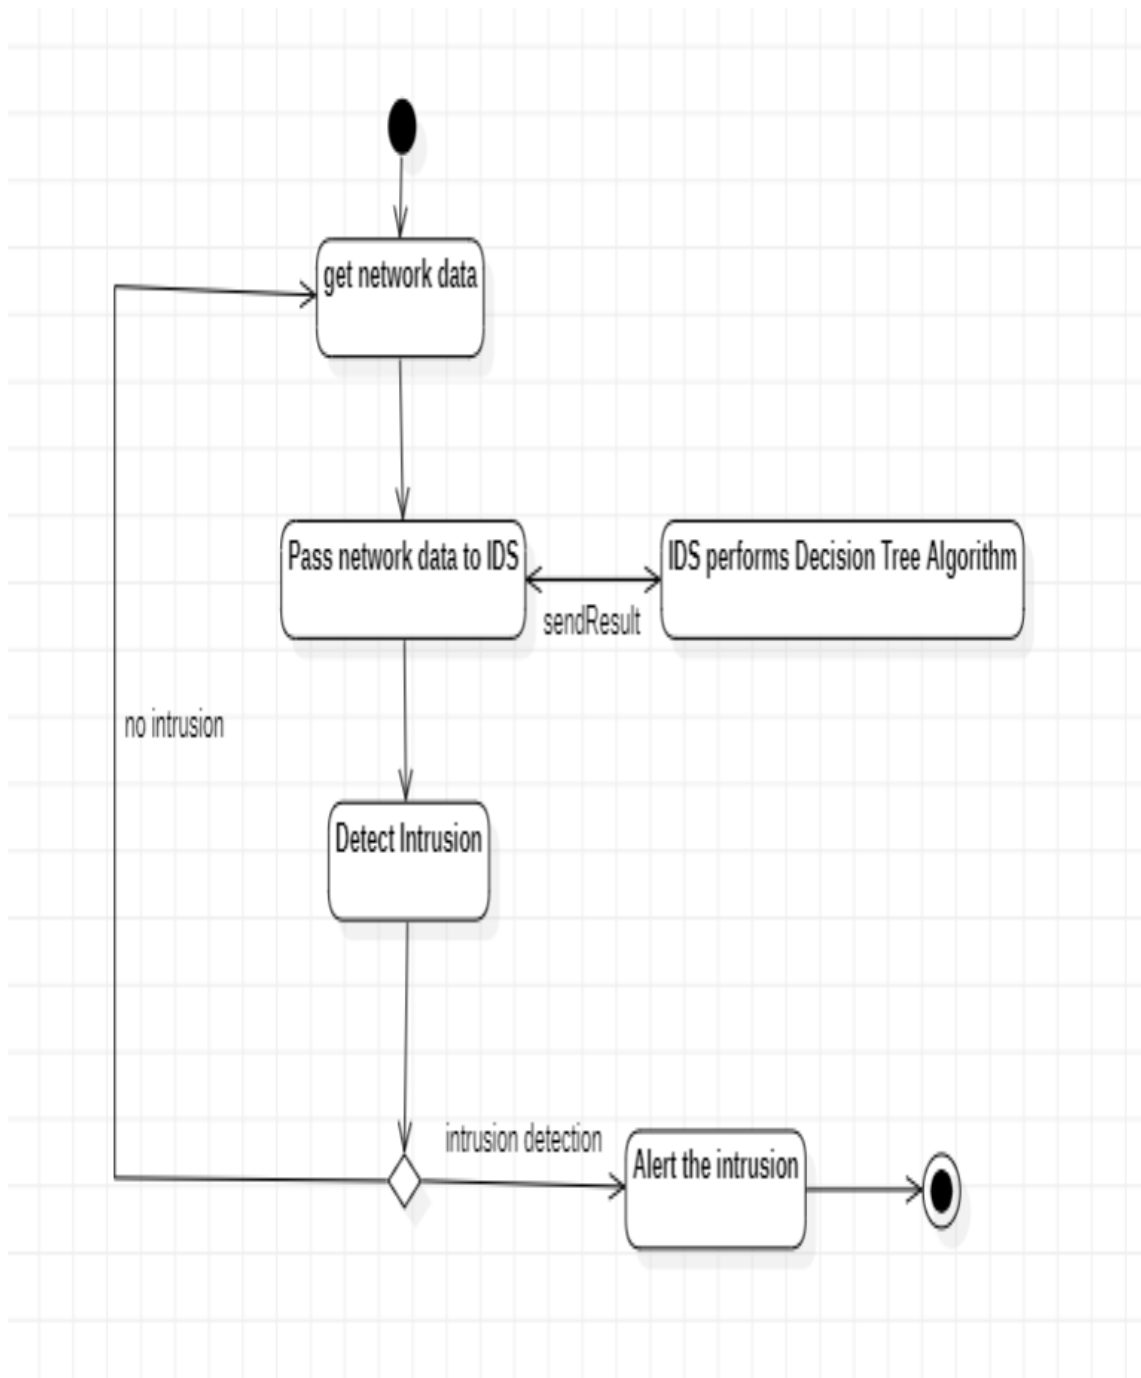 get network data
Pass network data to IDS
IDS performs Decision Tree Algorithm
sendResult
no intrusion
Detect Intrusion
intrusion detection
Alert the intrusion